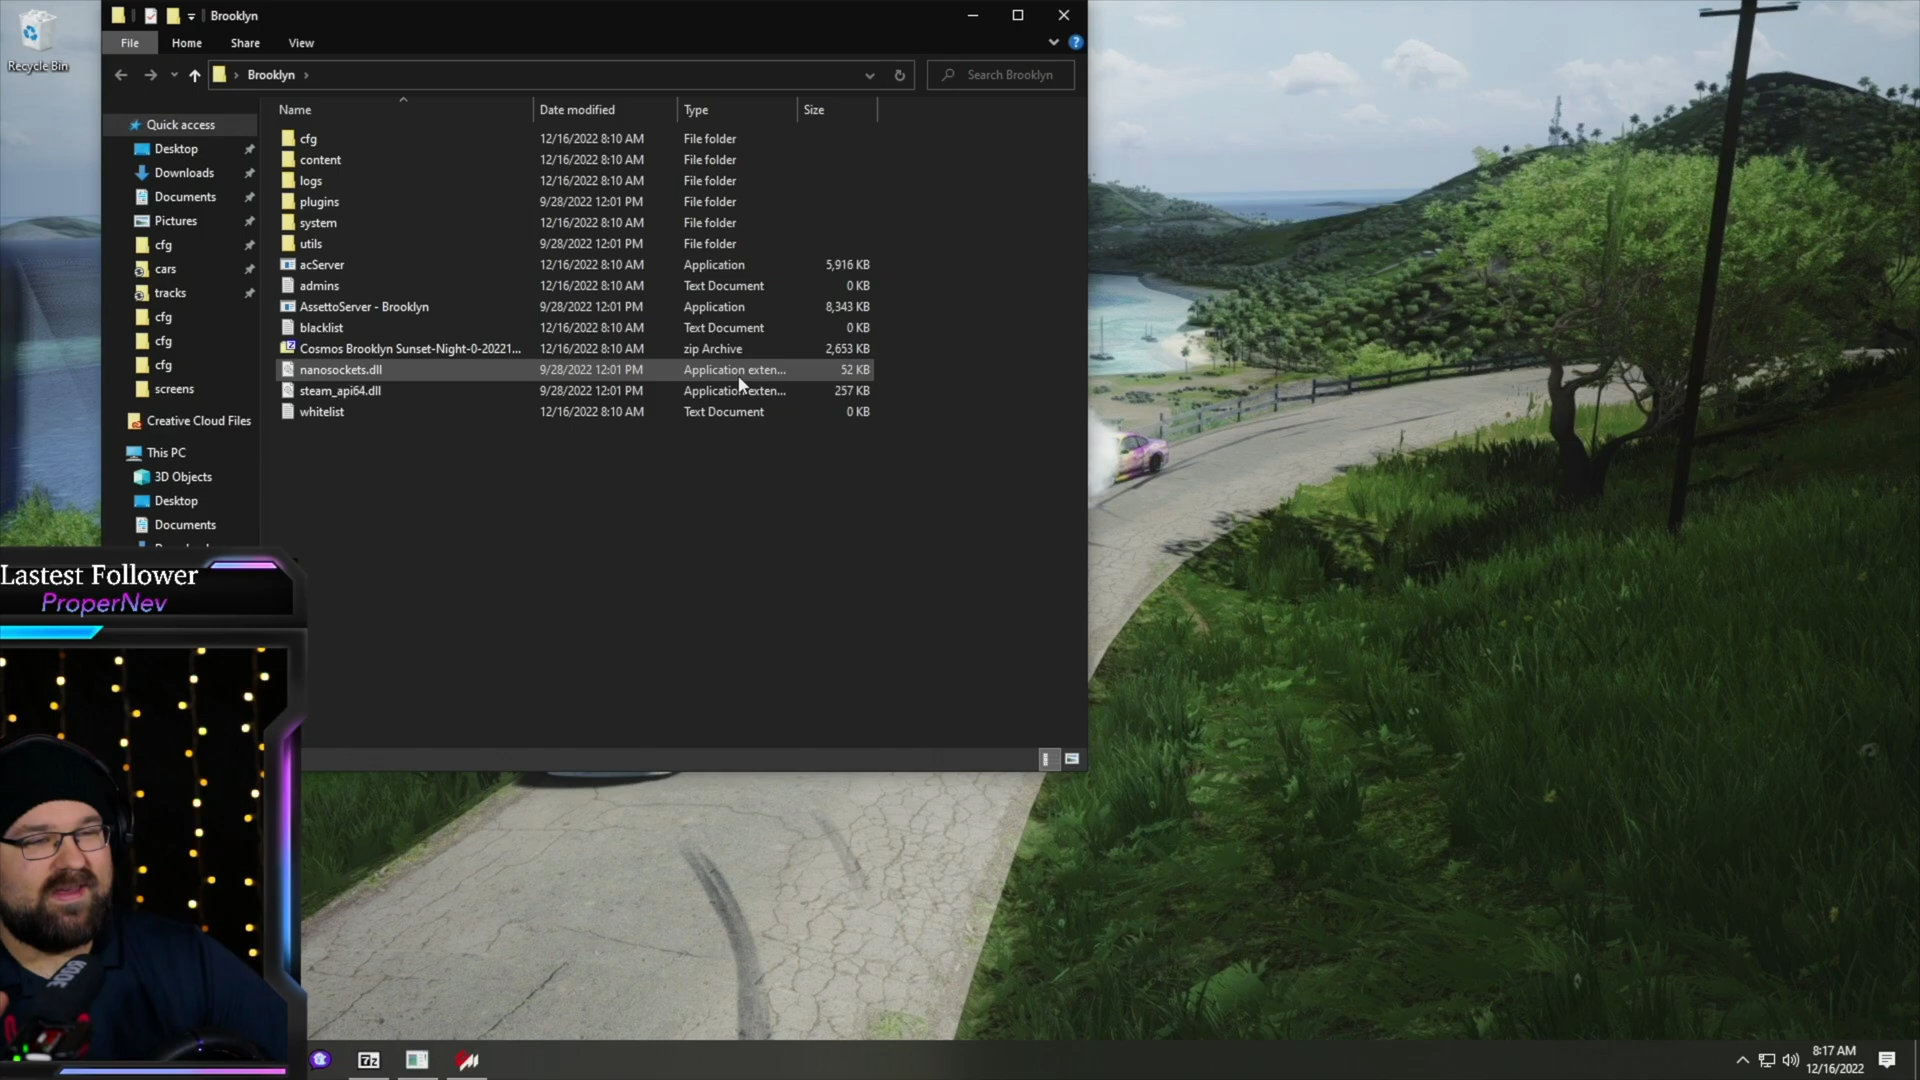 Recycle Bin
Brooklyn
File Home Share View
Brooklyn
Search Brooklyn
Name Date modified Type Size
Quick access
Desktop
Downloads
Documents
Pictures
cfg
cars
tracks
cfg
cfg
cfg
screens
Creative Cloud Files
This PC
3D Objects
Desktop
Documents
cfg 12/16/2022 8:10 AM File folder
content 12/16/2022 8:10 AM File folder
logs 12/16/2022 8:10 AM File folder
plugins 9/28/2022 12:01 PM File folder
system 12/16/2022 8:10 AM File folder
utils 9/28/2022 12:01 PM File folder
acServer 12/16/2022 8:10 AM Application 5,916 KB
admins 12/16/2022 8:10 AM Text Document 0 KB
AssettoServer - Brooklyn 9/28/2022 12:01 PM Application 8,343 KB
blacklist 12/16/2022 8:10 AM Text Document 0 KB
Cosmos Brooklyn Sunset-Night-0-20221... 12/16/2022 8:10 AM zip Archive 2,653 KB
nanosockets.dll 9/28/2022 12:01 PM Application exten... 52 KB
steam_api64.dll 9/28/2022 12:01 PM Application exten... 257 KB
whitelist 12/16/2022 8:10 AM Text Document 0 KB
Lastest Follower
ProperNev
RODE
7z
8:17 AM
12/16/2022